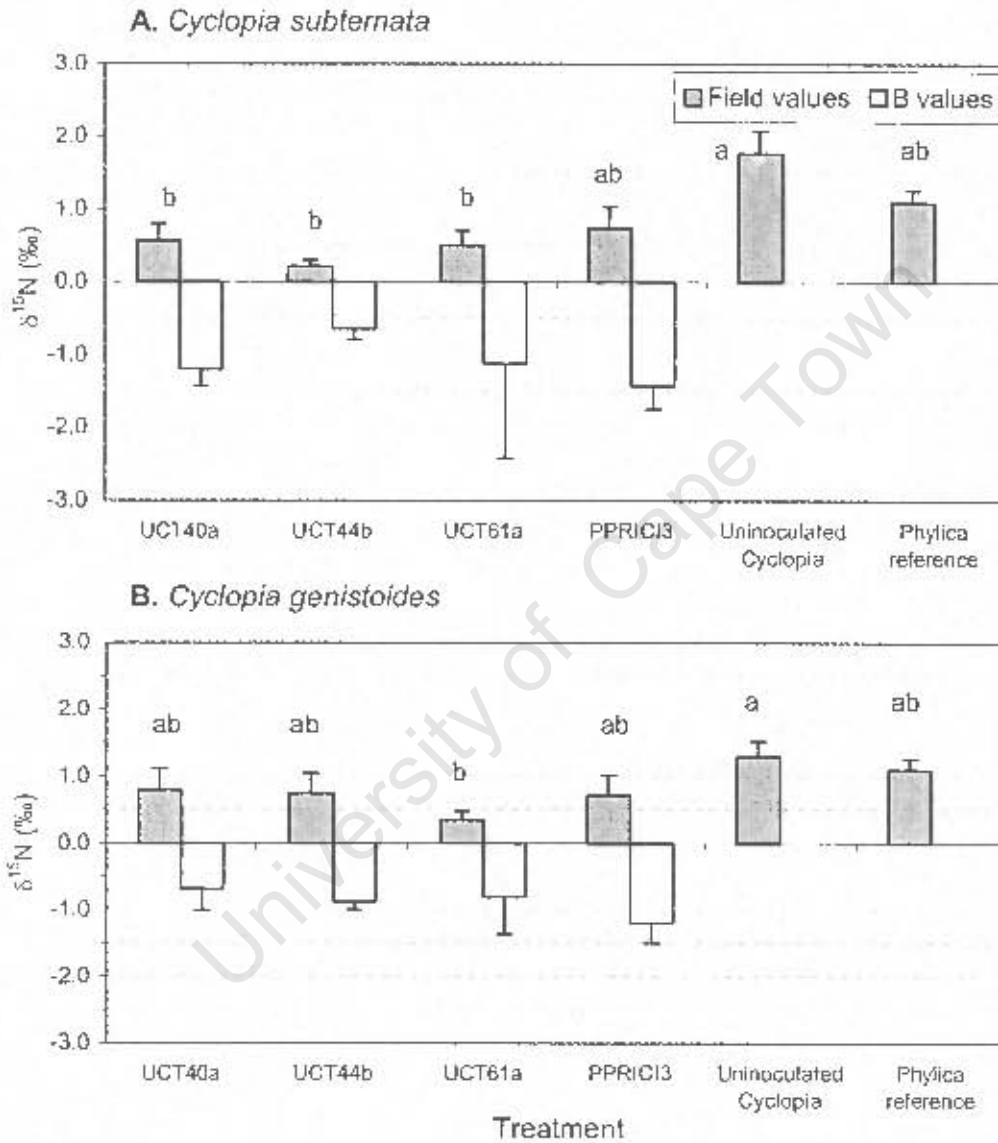 A. Cyclopia subternata
3.0
Field values B values
2.0
a
ab
ab
1.0
b
b
b
0.0
-1.0
-2.0
-3.0
δ¹⁵N (‰)
UCT40a UCT44b UCT61a PPRICI3 Uninoculated Cyclopia Phylica reference
B. Cyclopia genistoides
3.0
2.0
ab
ab
b
ab
a
ab
1.0
0.0
-1.0
-2.0
-3.0
δ¹⁵N (‰)
UCT40a UCT44b UCT61a PPRICI3 Uninoculated Cyclopia Phylica reference
Treatment
University of Cape Town